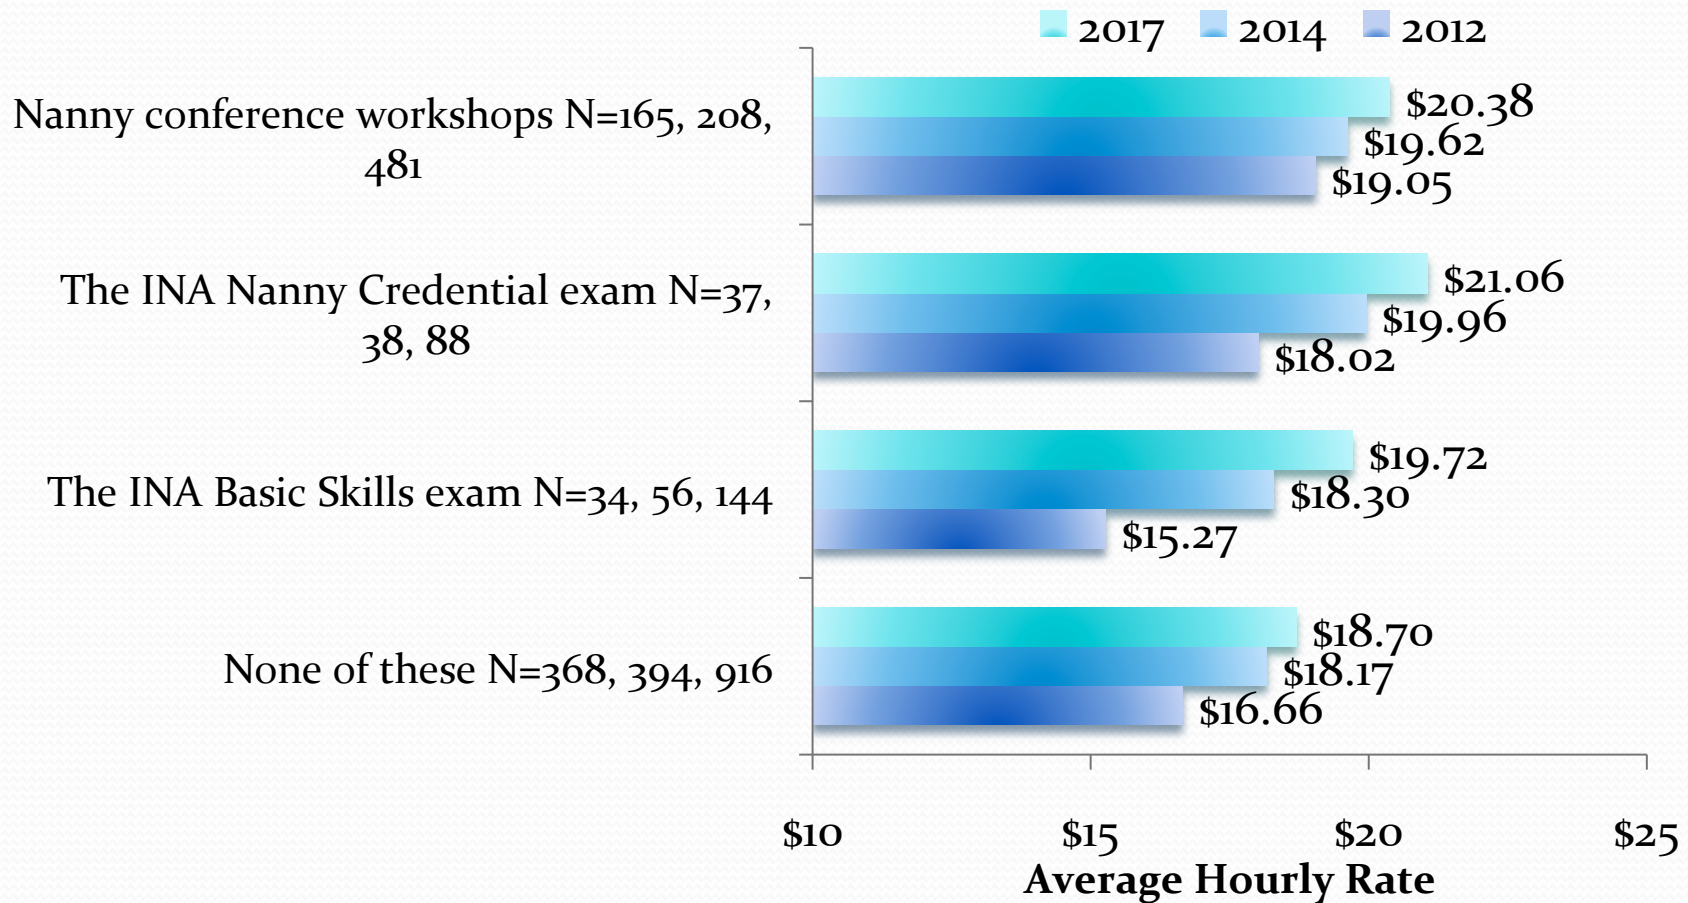 2017 2014 2012
Nanny conference workshops N=165, 208,
481
$20.38
$19.62
$19.05
The INA Nanny Credential exam N=37,
38, 88
$21.06
$19.96
$18.02
The INA Basic Skills exam N=34, 56, 144
$19.72
$18.30
$15.27
None of these N=368, 394, 916
$18.70
$18.17
$16.66
$10 $15 $20 $25
Average Hourly Rate